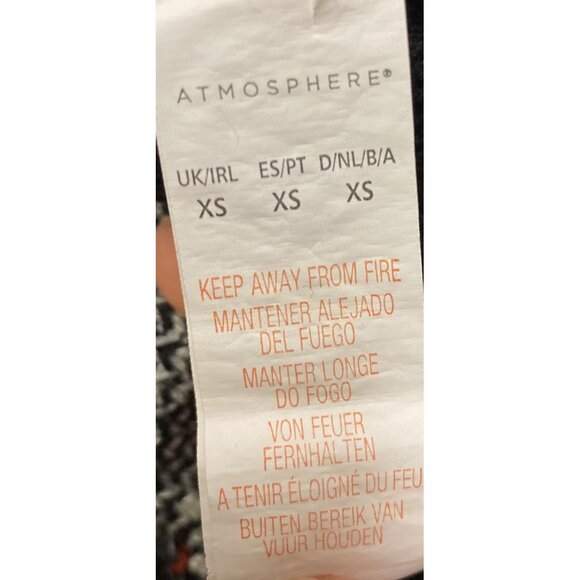 ATMOSPHERE®
UK/IRL ES/PT D/NL/B/A
XS XS XS
KEEP AWAY FROM FIRE
MANTENER ALEJADO
DEL FUEGO
MANTER LONGE
DO FOGO
VON FEUER
FERNHALTEN
A TENIR ÉLOIGNÉ DU FEU
BUITEN BEREIK VAN
VUUR HOUDEN